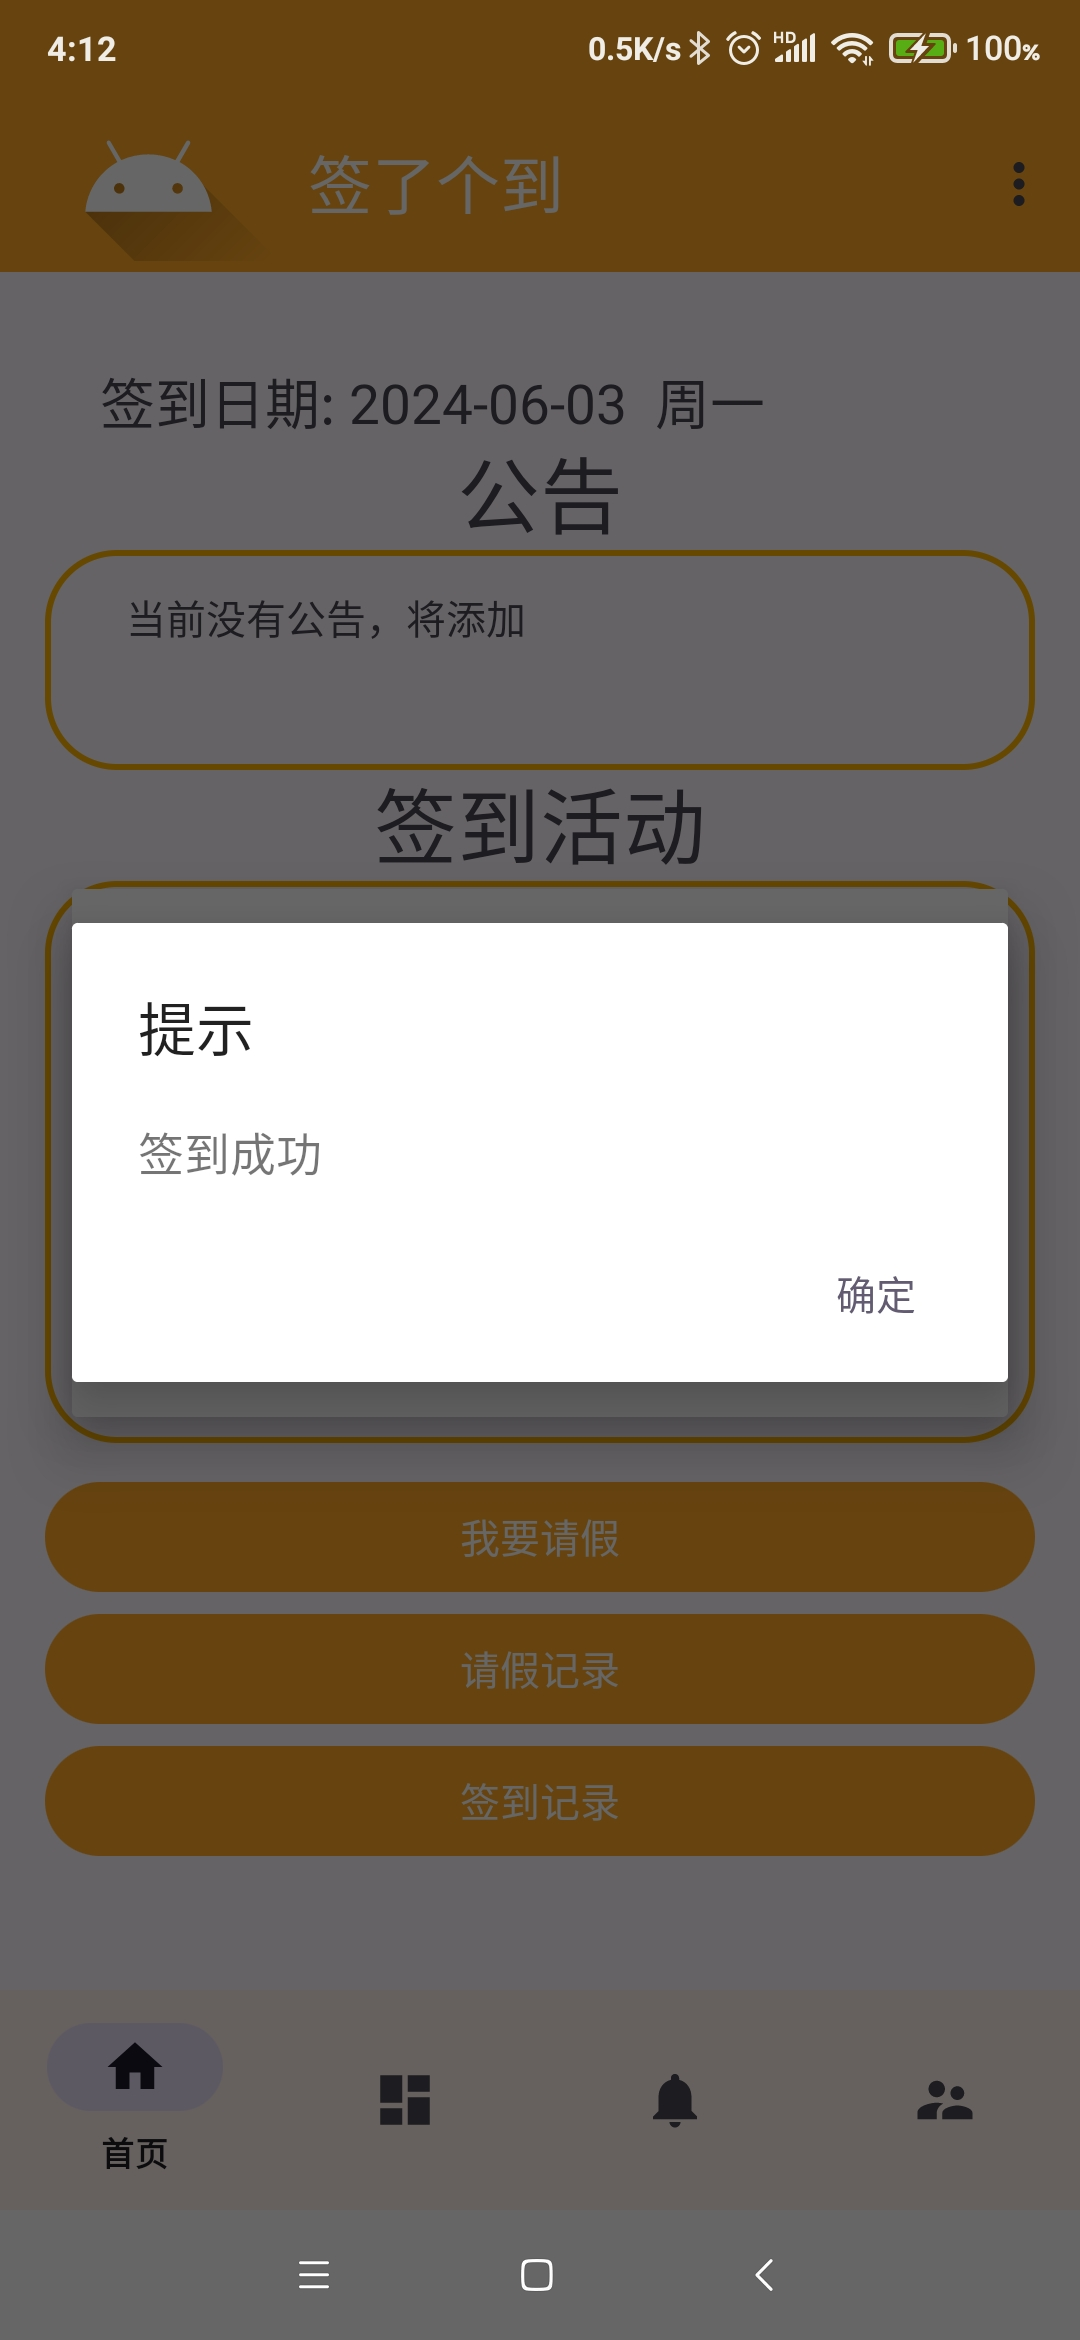 4:12
0.5K/s HD 100%
签了个到
签到日期: 2024-06-03 周一
公告
当前没有公告，将添加
签到活动
提示
签到成功
确定
我要请假
请假记录
签到记录
首页